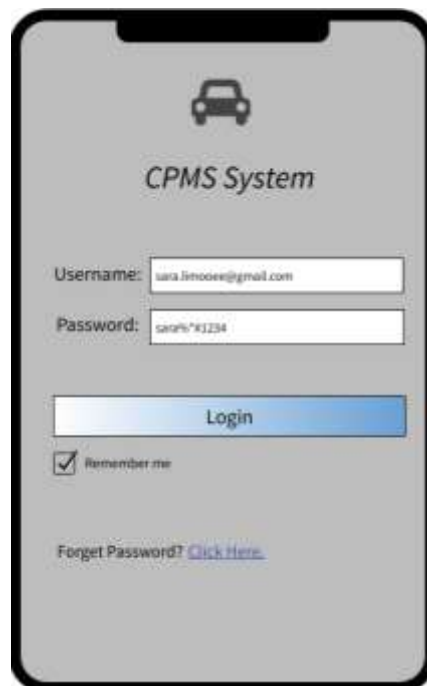 CPMS System
Username: sara.limooee@gmail.com
Password:
Login
Remember me
Forget Password? Click Here.